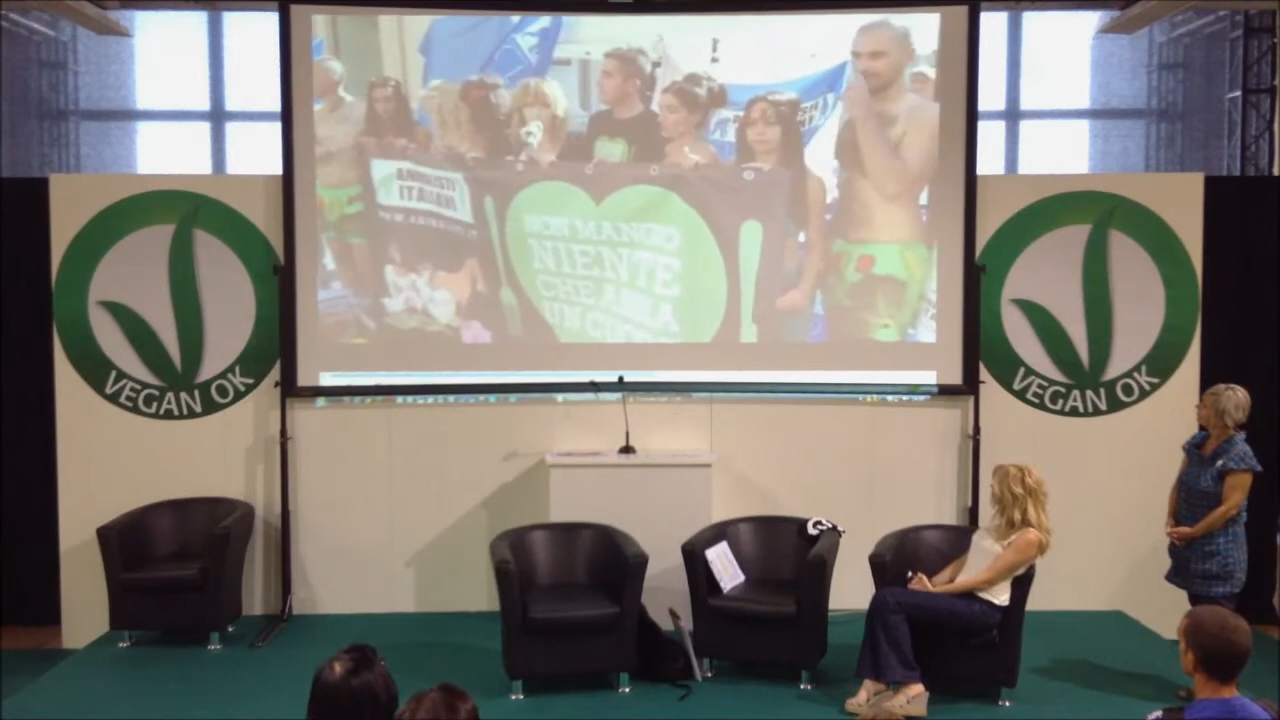 ANIMALISTI
ITALIANI
NON MANGIO
NIENTE
CHE ABBIA
UN CUORE
VEGAN OK
VEGAN OK